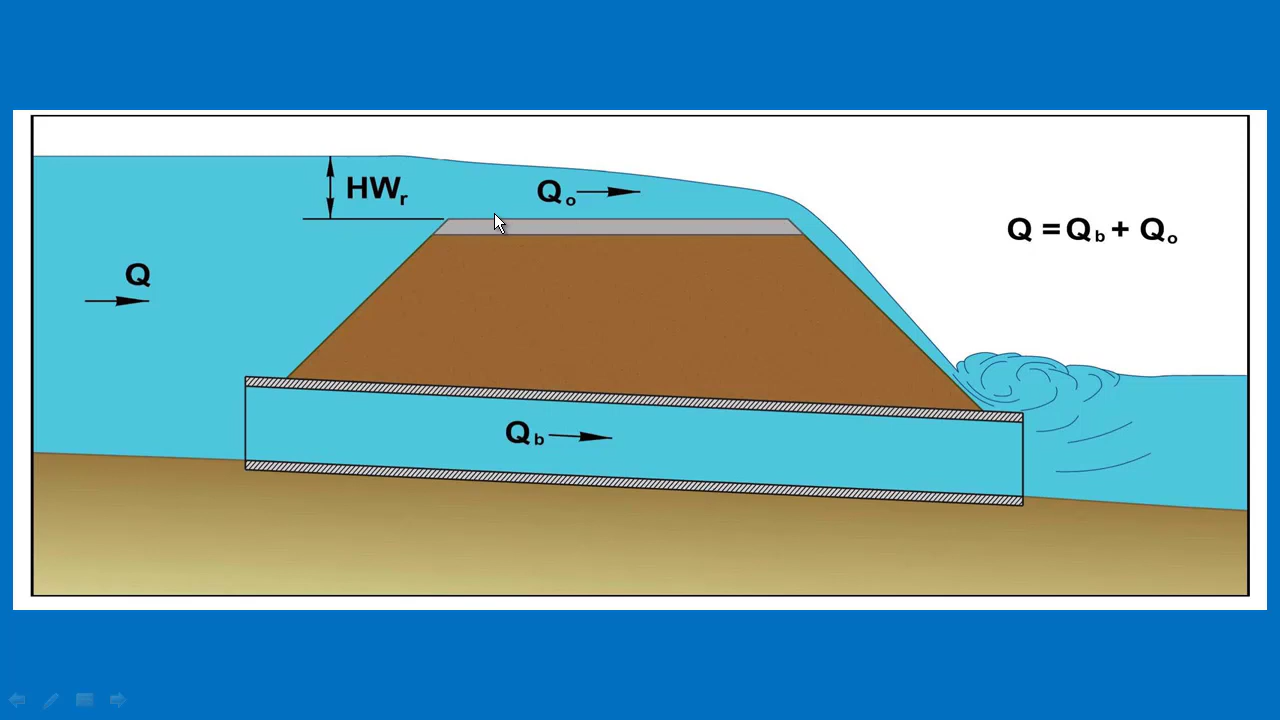 HWr
Qo
Q
Q = Qb + Qo
Qb